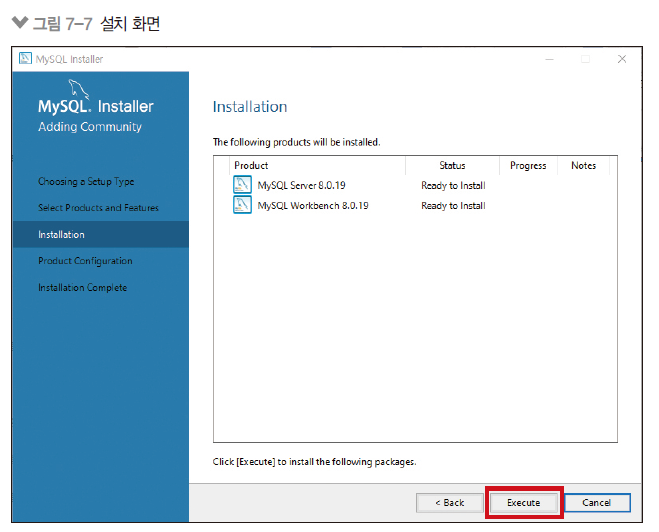 그림 7-7 설치 화면
MySQL Installer
MySQL. Installer
Adding Community
Choosing a Setup Type
Select Products and Features
Installation
Product Configuration
Installation Complete
Installation
The following products will be installed.
Product Status Progress Notes
MySQL Server 8.0.19 Ready to Install
MySQL Workbench 8.0.19 Ready to Install
Click [Execute] to install the following packages.
< Back Execute Cancel